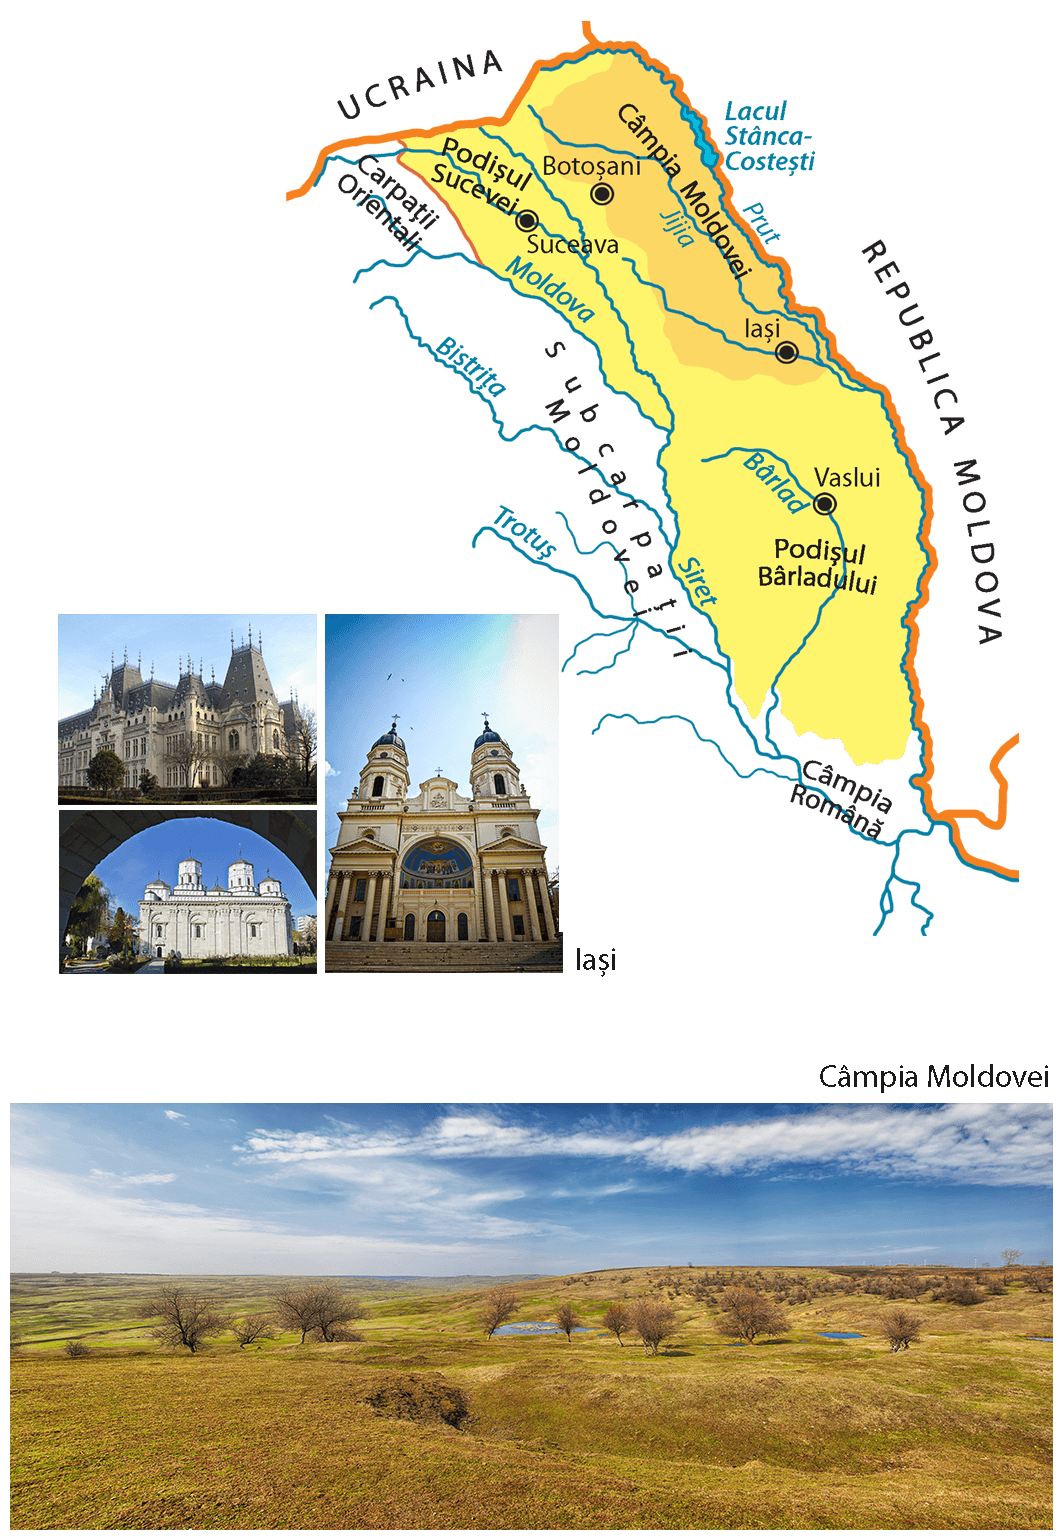 UCRAINA
Lacul
Stânca-
Costești
Câmpia Moldovei
Podișul
Sucevei
Botoșani
Carpații
Orientali
Prut
Jijia
Suceava
REPUBLICA MOLDOVA
Moldova
Iași
Bistrița
Subcarpații
Moldovei
Bârlad
Vaslui
Trotuș
Podișul
Bârladului
Siret
Câmpia
Română
Iași
Câmpia Moldovei